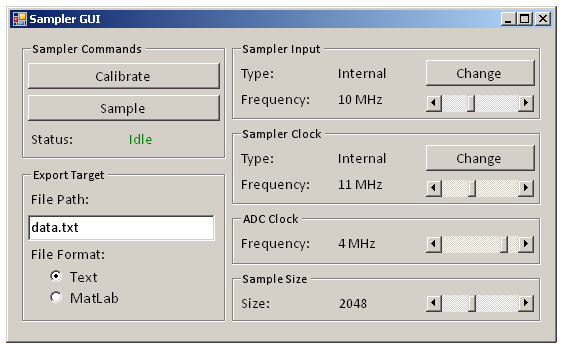 Sampler GUI
Sampler Commands
Calibrate
Sample
Status: Idle
Export Target
File Path:
data.txt
File Format:
Text
MatLab
Sampler Input
Type: Internal Change
Frequency: 10 MHz
Sampler Clock
Type: Internal Change
Frequency: 11 MHz
ADC Clock
Frequency: 4 MHz
Sample Size
Size: 2048